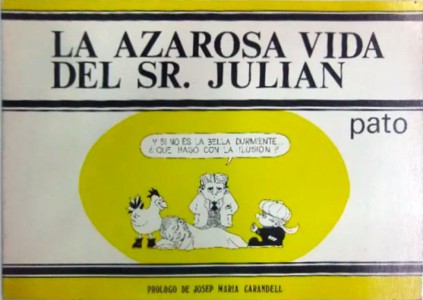 LA AZAROSA VIDA
DEL SR. JULIAN
pato
Y SI NO ES LA BELLA DURMIENTE...
¿QUE HAGO CON LA ILUSIÓN?
PROLOGO DE JOSEP MARIA CARANDELL